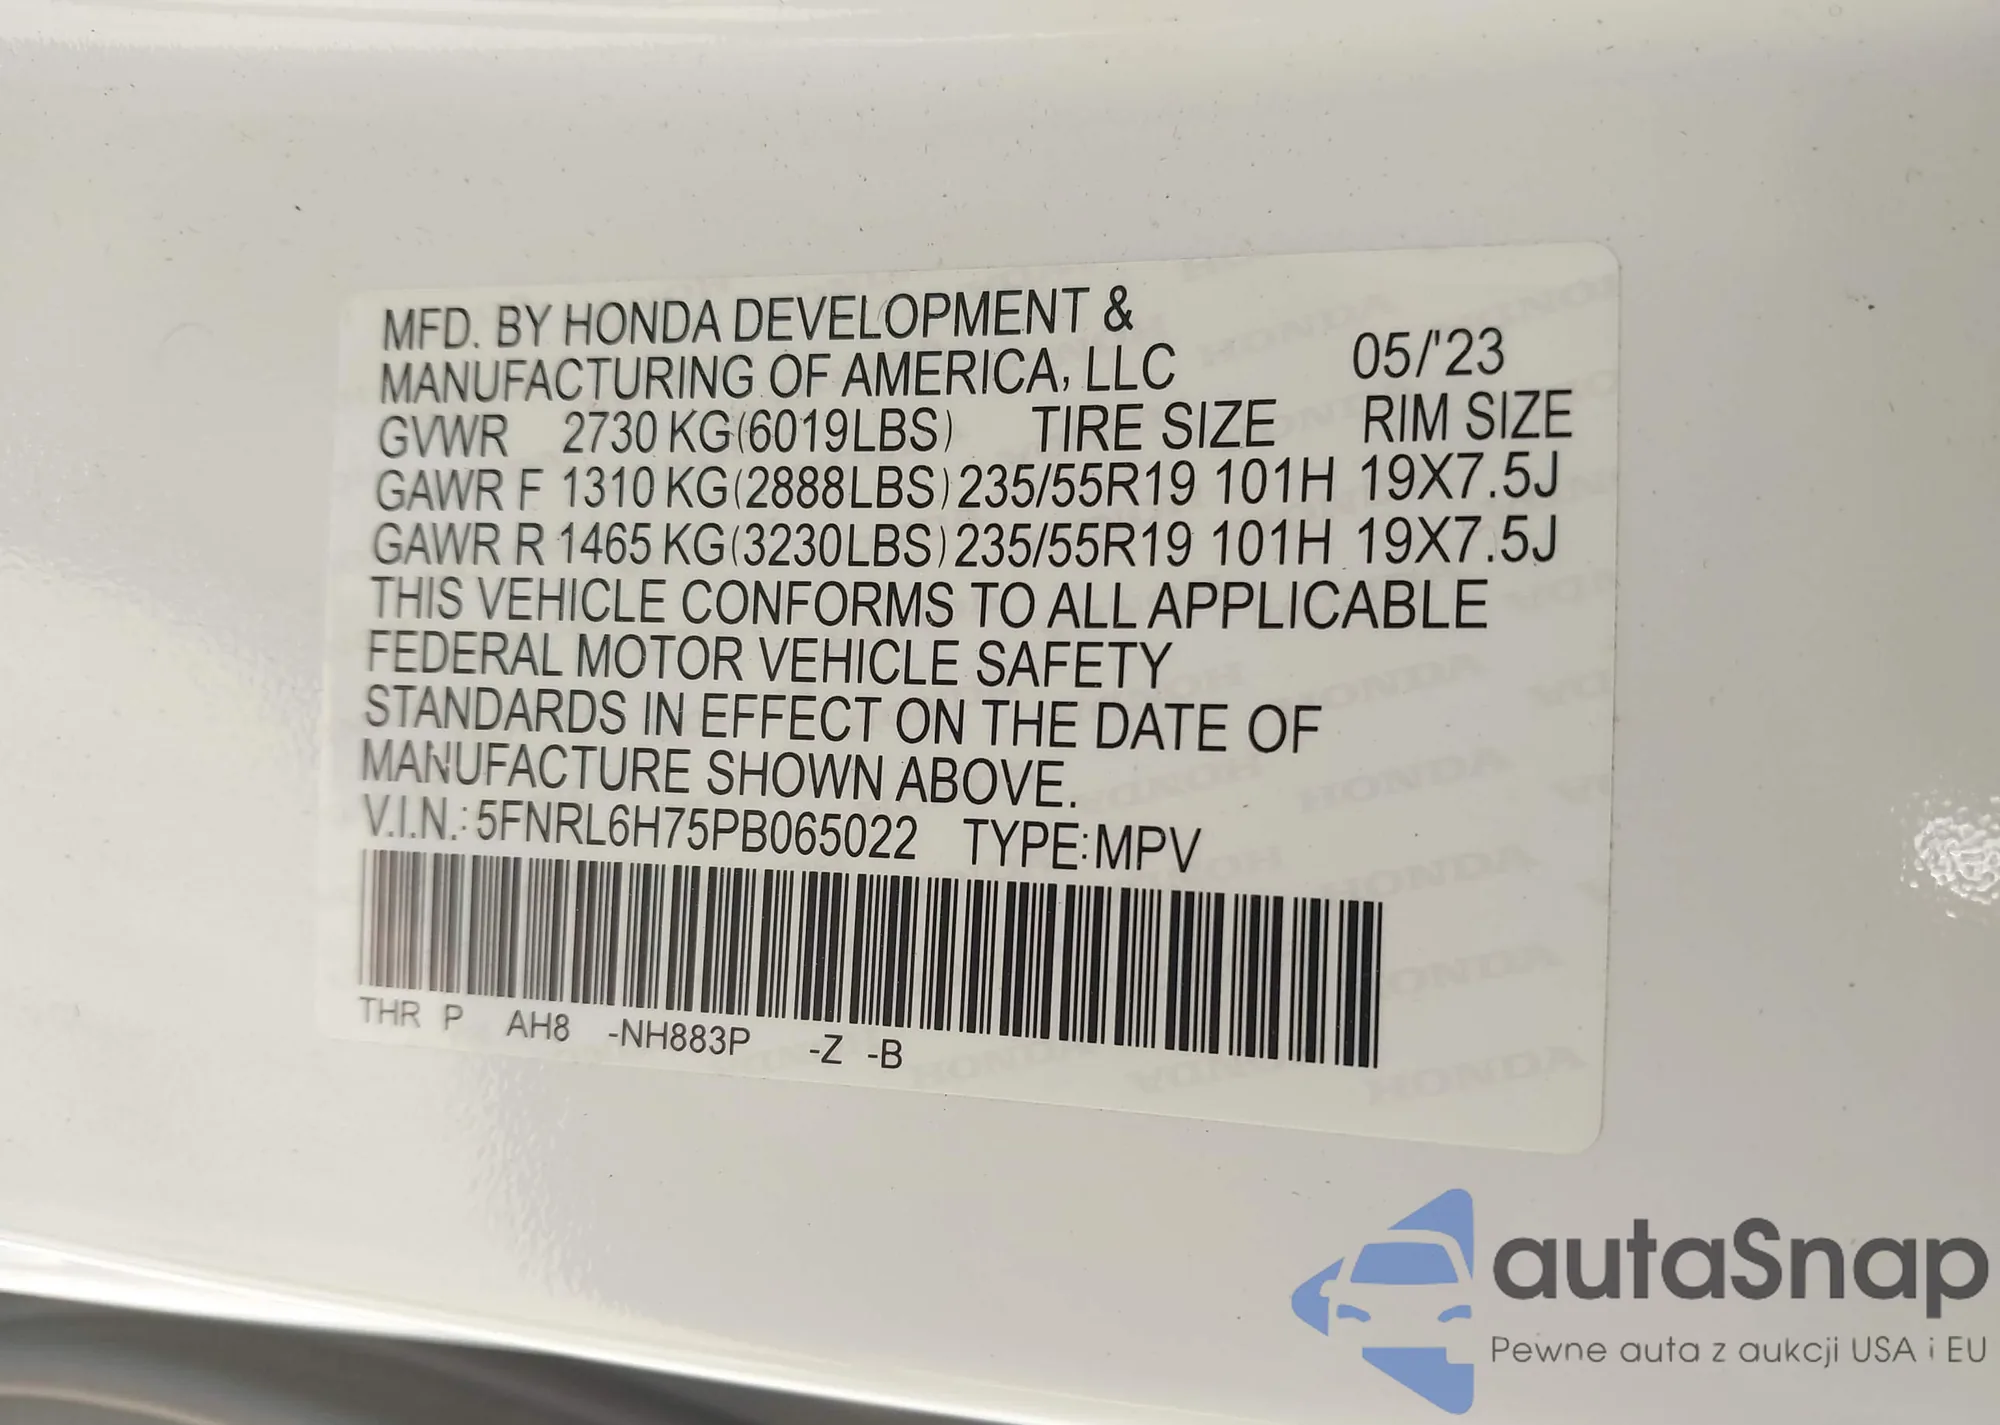 MFD. BY HONDA DEVELOPMENT &
MANUFACTURING OF AMERICA, LLC 05/'23
GVWR 2730 KG(6019LBS) TIRE SIZE RIM SIZE
GAWR F 1310 KG(2888LBS) 235/55R19 101H 19X7.5J
GAWR R 1465 KG(3230LBS) 235/55R19 101H 19X7.5J
THIS VEHICLE CONFORMS TO ALL APPLICABLE
FEDERAL MOTOR VEHICLE SAFETY
STANDARDS IN EFFECT ON THE DATE OF
MANUFACTURE SHOWN ABOVE.
V.I.N.: 5FNRL6H75PB065022 TYPE:MPV
THR P AH8 -NH883P -Z -B
autaSnap
Pewne auta z aukcji USA i EU